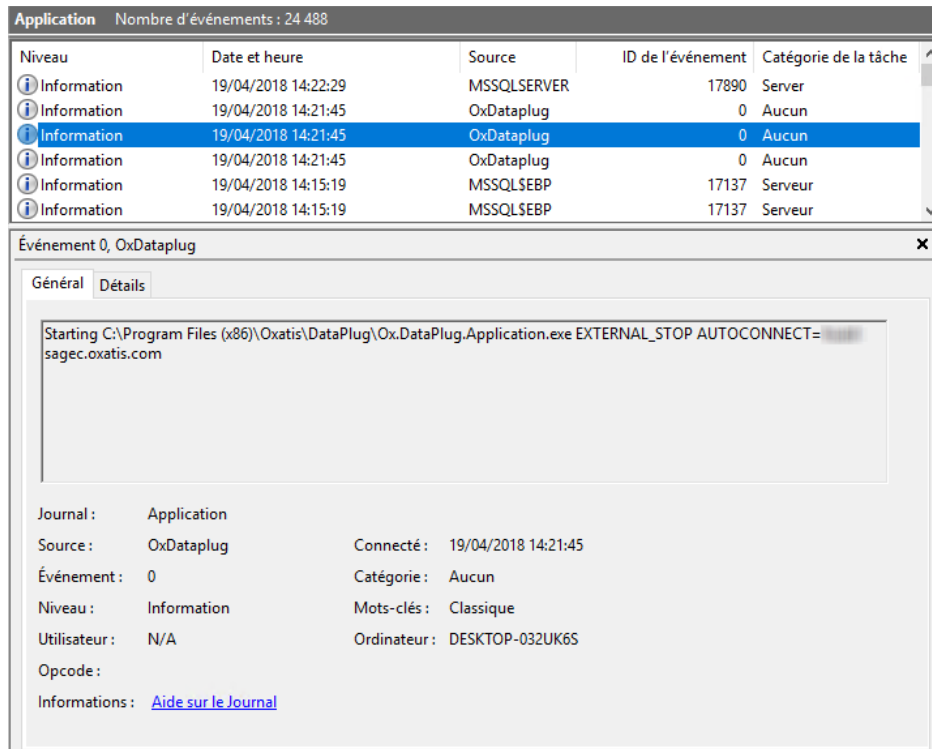 Application Nombre d'événements : 24 488
Niveau Date et heure Source ID de l'événement Catégorie de la tâche
Information 19/04/2018 14:22:29 MSSQLSERVER 17890 Server
Information 19/04/2018 14:21:45 OxDataplug 0 Aucun
Information 19/04/2018 14:21:45 OxDataplug 0 Aucun
Information 19/04/2018 14:21:45 OxDataplug 0 Aucun
Information 19/04/2018 14:15:19 MSSQL$EBP 17137 Serveur
Information 19/04/2018 14:15:19 MSSQL$EBP 17137 Serveur
Événement 0, OxDataplug
Général Détails
Starting C:\Program Files (x86)\Oxatis\DataPlug\Ox.DataPlug.Application.exe EXTERNAL_STOP AUTOCONNECT=
sagec.oxatis.com
Journal : Application
Source : OxDataplug Connecté : 19/04/2018 14:21:45
Événement : 0 Catégorie : Aucun
Niveau : Information Mots-clés : Classique
Utilisateur : N/A Ordinateur : DESKTOP-032UK6S
Opcode :
Informations : Aide sur le Journal